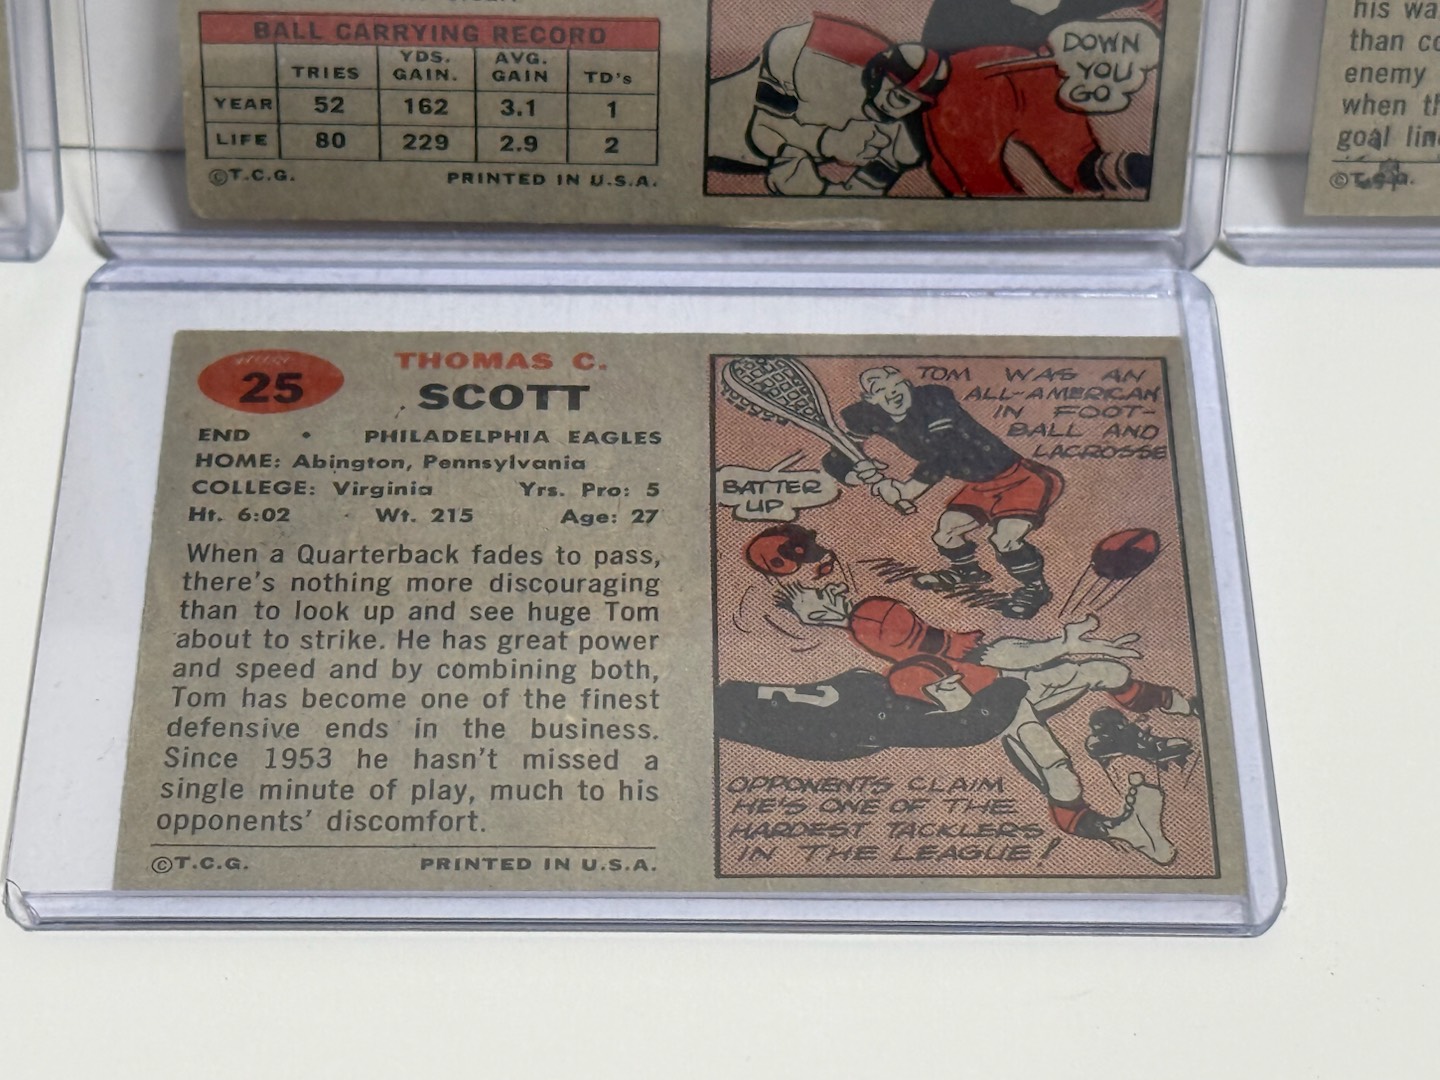 BALL CARRYING RECORD
TRIES YDS. GAIN. AVG. GAIN TD's
YEAR 52 162 3.1 1
LIFE 80 229 2.9 2
©T.C.G. PRINTED IN U.S.A.
DOWN
YOU
GO
his
than
enemy
when
goal
©T.C.G.
25
THOMAS C.
SCOTT
END • PHILADELPHIA EAGLES
HOME: Abington, Pennsylvania
COLLEGE: Virginia Yrs. Pro: 5
Ht. 6:02 Wt. 215 Age: 27
When a Quarterback fades to pass,
there's nothing more discouraging
than to look up and see huge Tom
about to strike. He has great power
and speed and by combining both,
Tom has become one of the finest
defensive ends in the business.
Since 1953 he hasn't missed a
single minute of play, much to his
opponents' discomfort.
©T.C.G. PRINTED IN U.S.A.
TOM WAS AN
ALL-AMERICAN
IN FOOT-
BALL AND
LACROSSE
BATTER
UP
2
OPPONENTS CLAIM
HE'S ONE OF THE
HARDEST TACKLERS
IN THE LEAGUE!